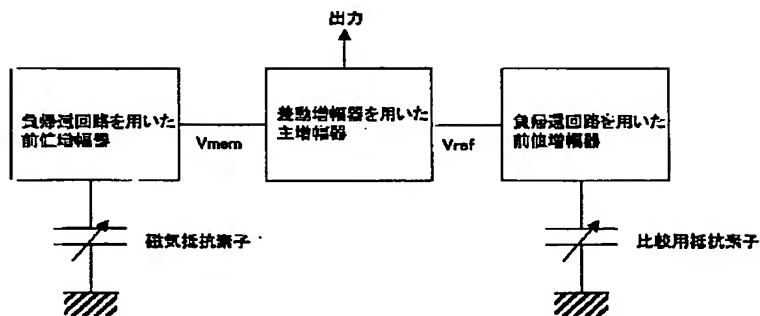 出力
負帰還回路を用いた
前値増幅器
Vmem
差動増幅器を用いた
主増幅器
Vref
負帰還回路を用いた
前値増幅器
磁気抵抗素子
比較用抵抗素子